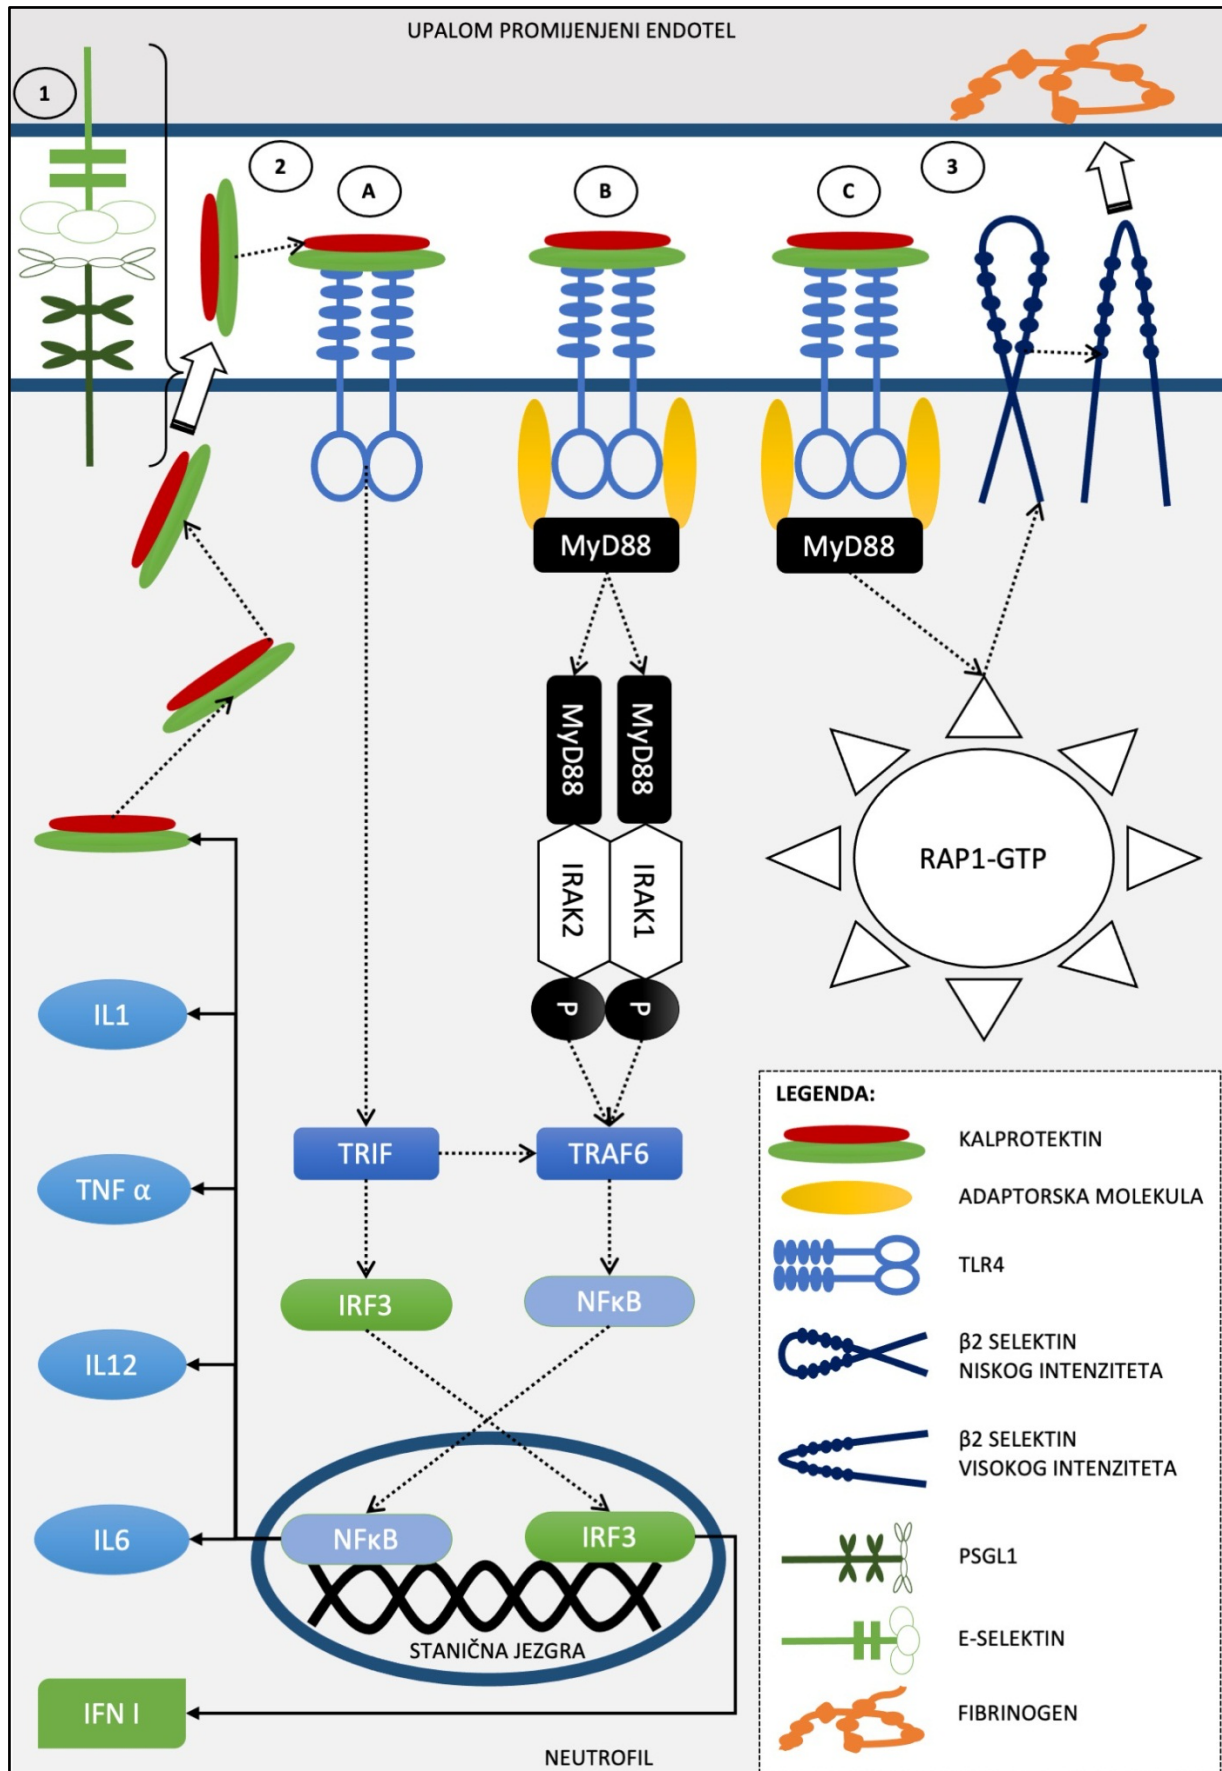 UPALOM PROMIJENJENI ENDOTEL
1
2
3
A
B
C
MyD88
MyD88
MyD88
MyD88
IRAK2
IRAK1
P
P
RAP1-GTP
IL1
TNF α
IL12
IL6
IFN I
TRIF
TRAF6
IRF3
NFκB
NFκB
IRF3
STANIČNA JEZGRA
NEUTROFIL
LEGENDA:
KALPROTEKTIN
ADAPTORSKA MOLEKULA
TLR4
β2 SELEKTIN
NISKOG INTENZITETA
β2 SELEKTIN
VISOKOG INTENZITETA
PSGL1
E-SELEKTIN
FIBRINOGEN